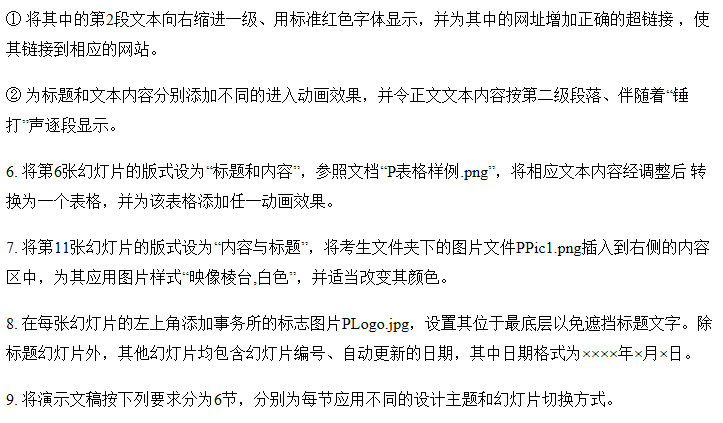 ① 将其中的第2段文本向右缩进一级、用标准红色字体显示，并为其中的网址增加正确的超链接 ，使
其链接到相应的网站。
② 为标题和文本内容分别添加不同的进入动画效果，并令正文文本内容按第二级段落、伴随着“锤
打”声逐段显示。
6. 将第6张幻灯片的版式设为“标题和内容”，参照文档“P表格样例.png”，将相应文本内容经调整后 转
换为一个表格，并为该表格添加任一动画效果。
7. 将第11张幻灯片的版式设为“内容与标题”，将考生文件夹下的图片文件PPic1.png插入到右侧的内容
区中，为其应用图片样式“映像棱台,白色”，并适当改变其颜色。
8. 在每张幻灯片的左上角添加事务所的标志图片PLogo.jpg，设置其位于最底层以免遮挡标题文字。除
标题幻灯片外，其他幻灯片均包含幻灯片编号、自动更新的日期，其中日期格式为××××年×月×日。
9. 将演示文稿按下列要求分为6节，分别为每节应用不同的设计主题和幻灯片切换方式。